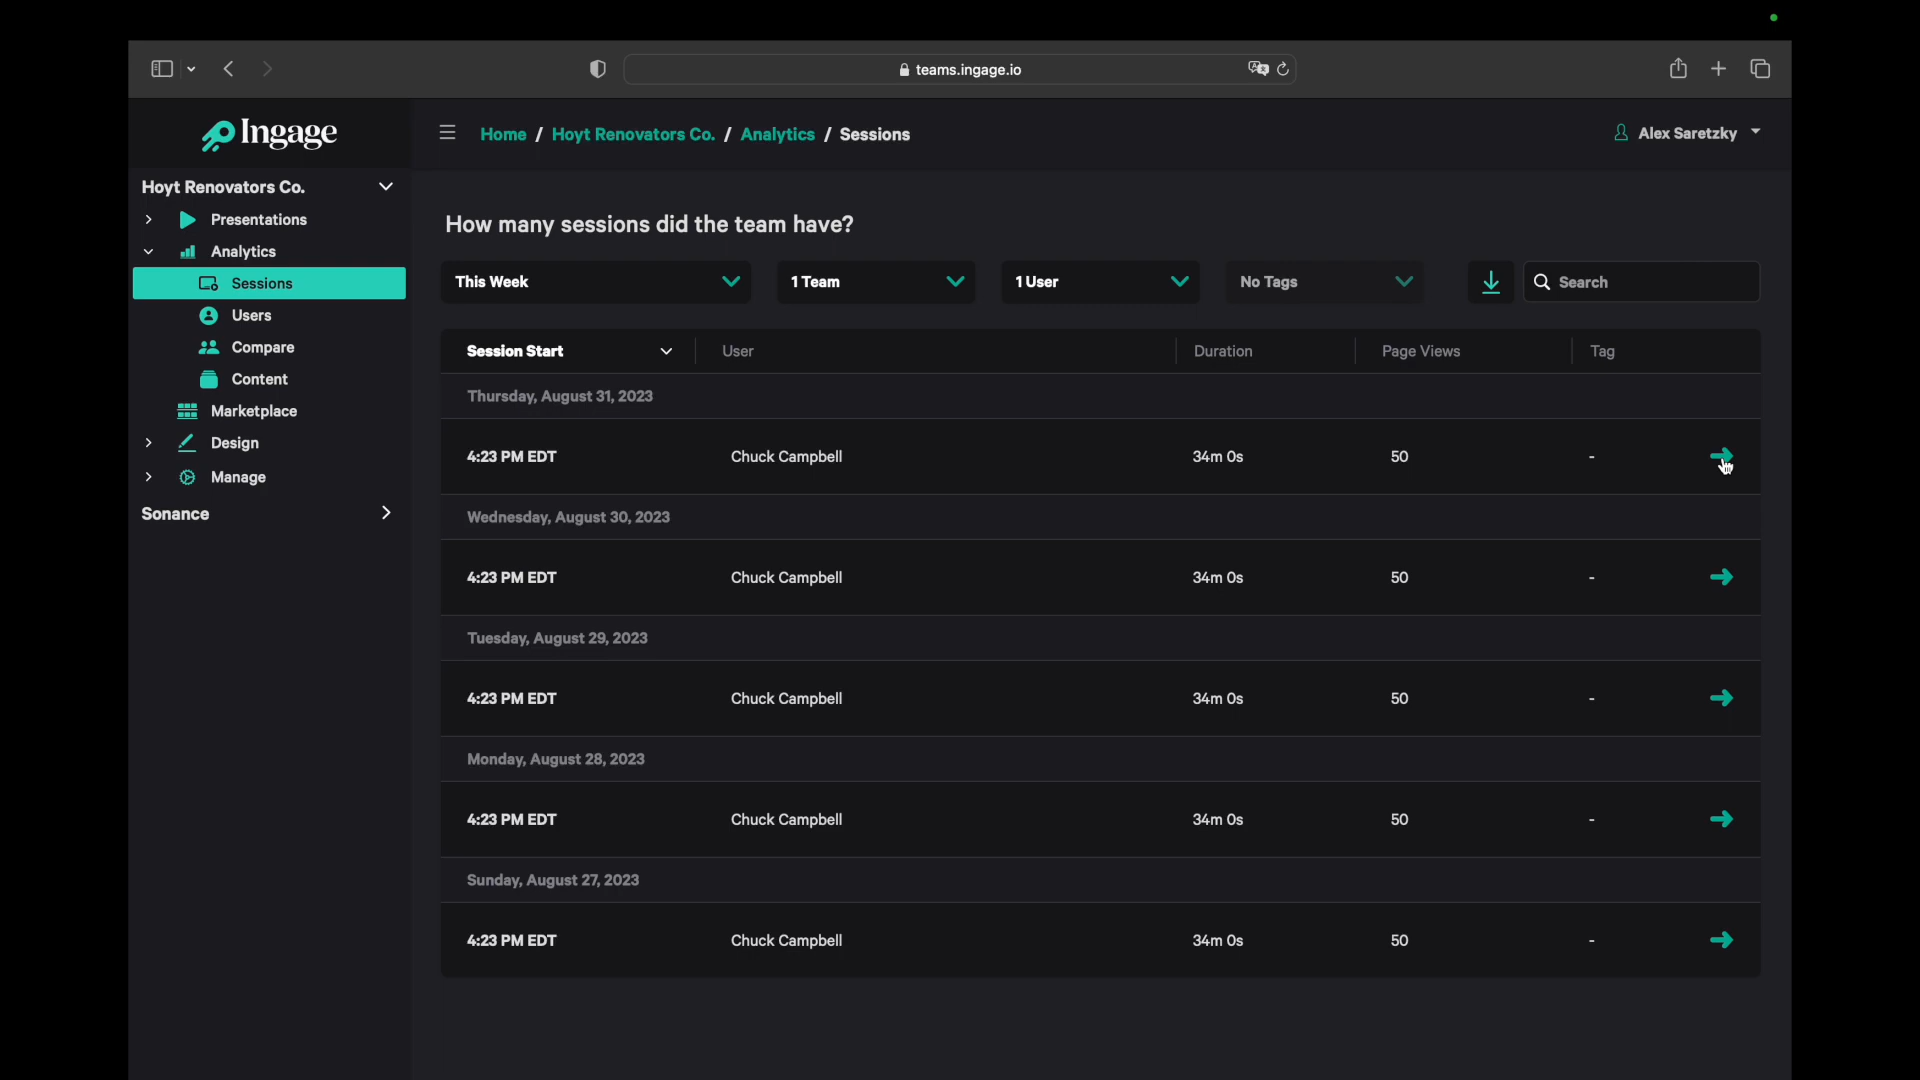 teams.ingage.io
Ingage
Home / Hoyt Renovators Co. / Analytics / Sessions
Alex Saretzky
Hoyt Renovators Co.
Presentations
Analytics
Sessions
Users
Compare
Content
Marketplace
Design
Manage
Sonance
How many sessions did the team have?
This Week
1 Team
1 User
No Tags
Search
Session Start User Duration Page Views Tag
Thursday, August 31, 2023
4:23 PM EDT Chuck Campbell 34m 0s 50 -
Wednesday, August 30, 2023
4:23 PM EDT Chuck Campbell 34m 0s 50 -
Tuesday, August 29, 2023
4:23 PM EDT Chuck Campbell 34m 0s 50 -
Monday, August 28, 2023
4:23 PM EDT Chuck Campbell 34m 0s 50 -
Sunday, August 27, 2023
4:23 PM EDT Chuck Campbell 34m 0s 50 -